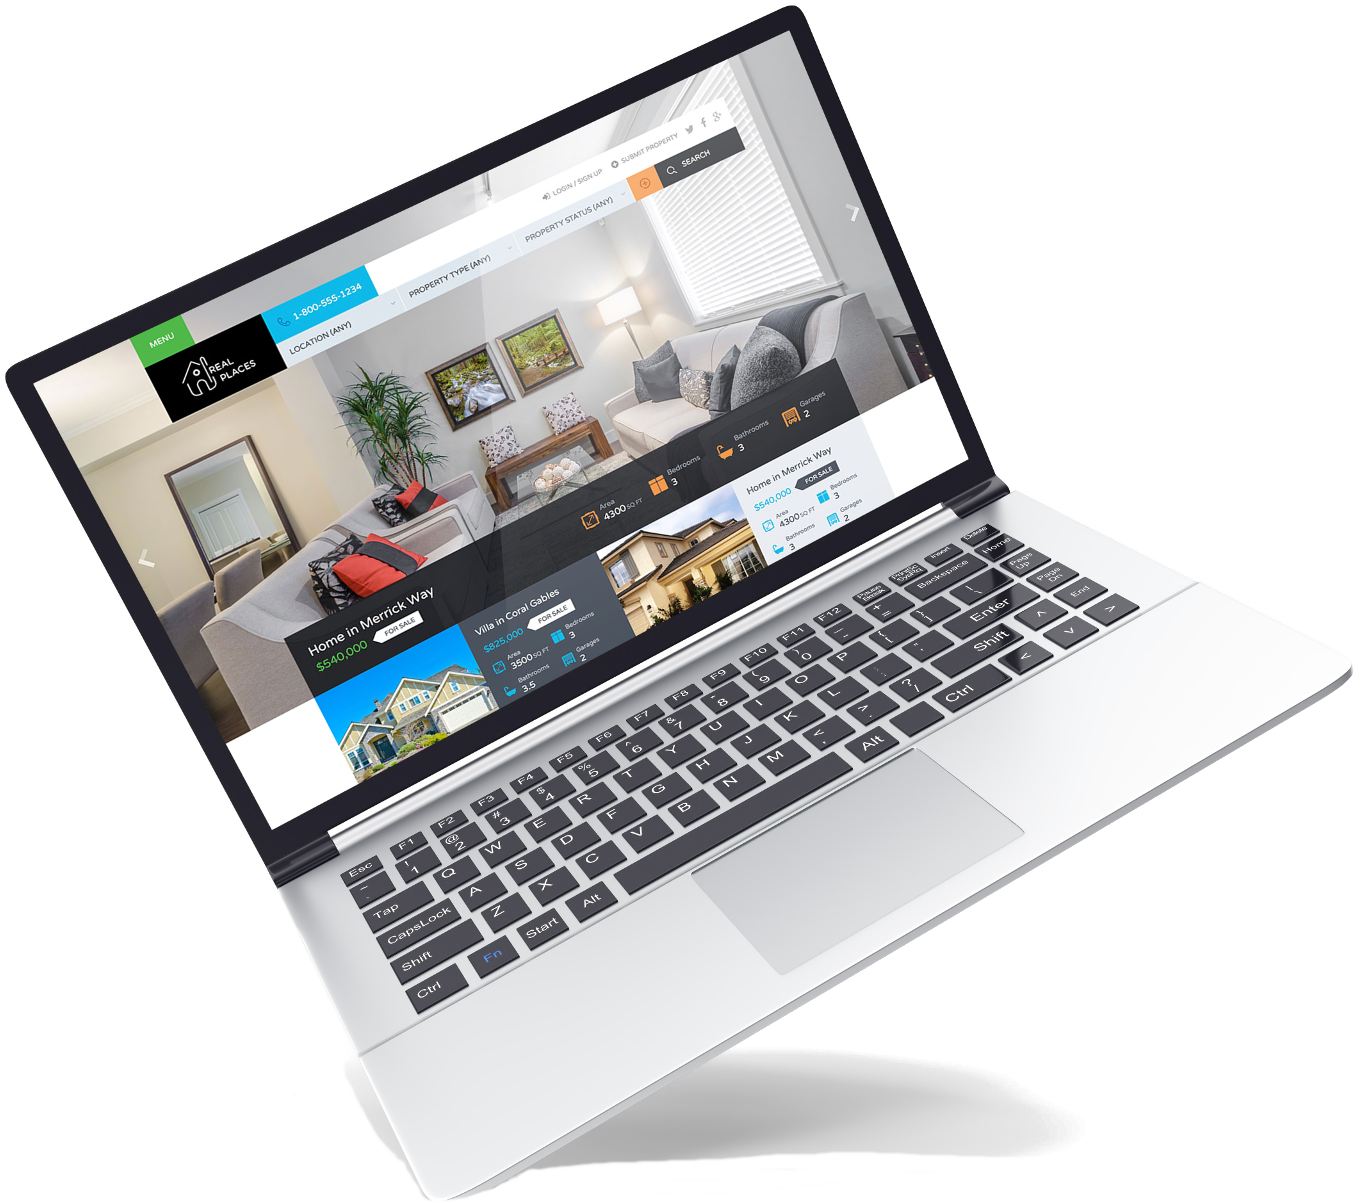 SUBMIT PROPERTY
LOGIN / SIGN UP
SEARCH
MENU
1-800-555-1234
REAL
PLACES
LOCATION (ANY)
PROPERTY TYPE (ANY)
PROPERTY STATUS (ANY)
Home in Merrick Way
$540,000
FOR SALE
Area
4300 SQ FT
Bedrooms
3
Bathrooms
3
Garages
2
Villa in Coral Gables
$825,000
FOR SALE
Area
3500 SQ FT
Bedrooms
3
Bathrooms
3.5
Garages
2
Home in Merrick Way
$540,000
FOR SALE
Area
4300 SQ FT
Bedrooms
3
Bathrooms
3
Garages
2
Esc F1 F2 F3 F4 F5 F6 F7 F8 F9 F10 F11 F12 Pause Break Insert Delete
~ ! 1 @ 2 # 3 $ 4 % 5 ^ 6 & 7 * 8 ( 9 ) 0 _ - + = Backspace Home
Tap Q W E R T Y U I O P { [ } ] \ Page Up
CapsLock A S D F G H J K L : ; " ' Enter Page Dn
Shift Z X C V B N M < , > . ? / Shift ^ End
Ctrl Fn Start Alt Alt Ctrl < v >